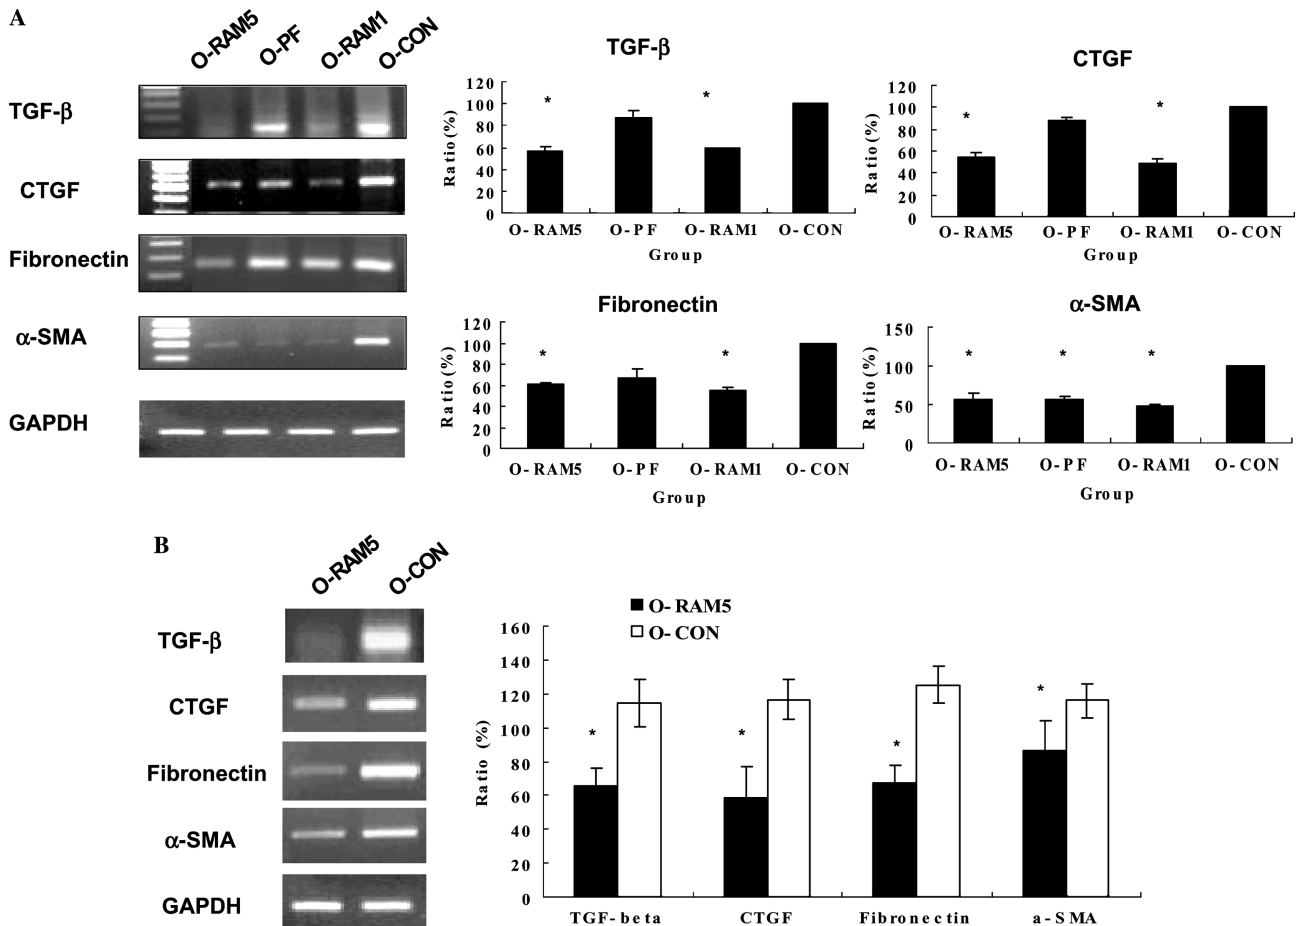 A
O-RAM5 O-PF O-RAM1 O-CON
TGF-β
CTGF
Fibronectin
α-SMA
GAPDH
TGF-β
120
100
80
60
40
20
0
Ratio (%)
* *
O-RAM5 O-PF O-RAM1 O-CON
Group
CTGF
120
100
80
60
40
20
0
Ratio (%)
* *
O-RAM5 O-PF O-RAM1 O-CON
Group
Fibronectin
120
100
80
60
40
20
0
Ratio (%)
* *
O-RAM5 O-PF O-RAM1 O-CON
Group
α-SMA
150
100
50
0
Ratio (%)
* * *
O-RAM5 O-PF O-RAM1 O-CON
Group
B
O-RAM5 O-CON
TGF-β
CTGF
Fibronectin
α-SMA
GAPDH
O-RAM5
O-CON
160
140
120
100
80
60
40
20
0
Ratio (%)
* * * *
TGF-beta CTGF Fibronectin a-SMA